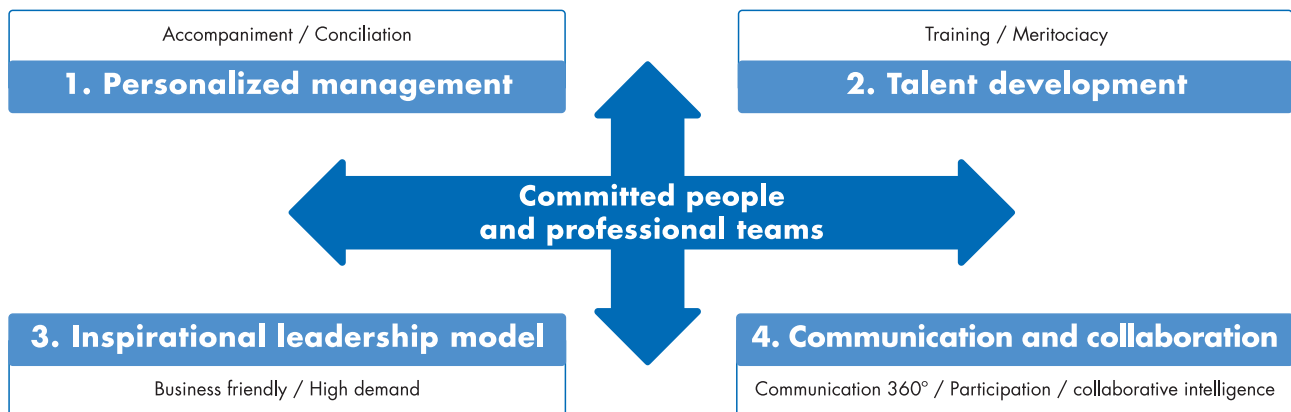 Accompaniment / Conciliation
1. Personalized management
Training / Meritociacy
2. Talent development
Committed people
and professional teams
3. Inspirational leadership model
Business friendly / High demand
4. Communication and collaboration
Communication 360° / Participation / collaborative intelligence